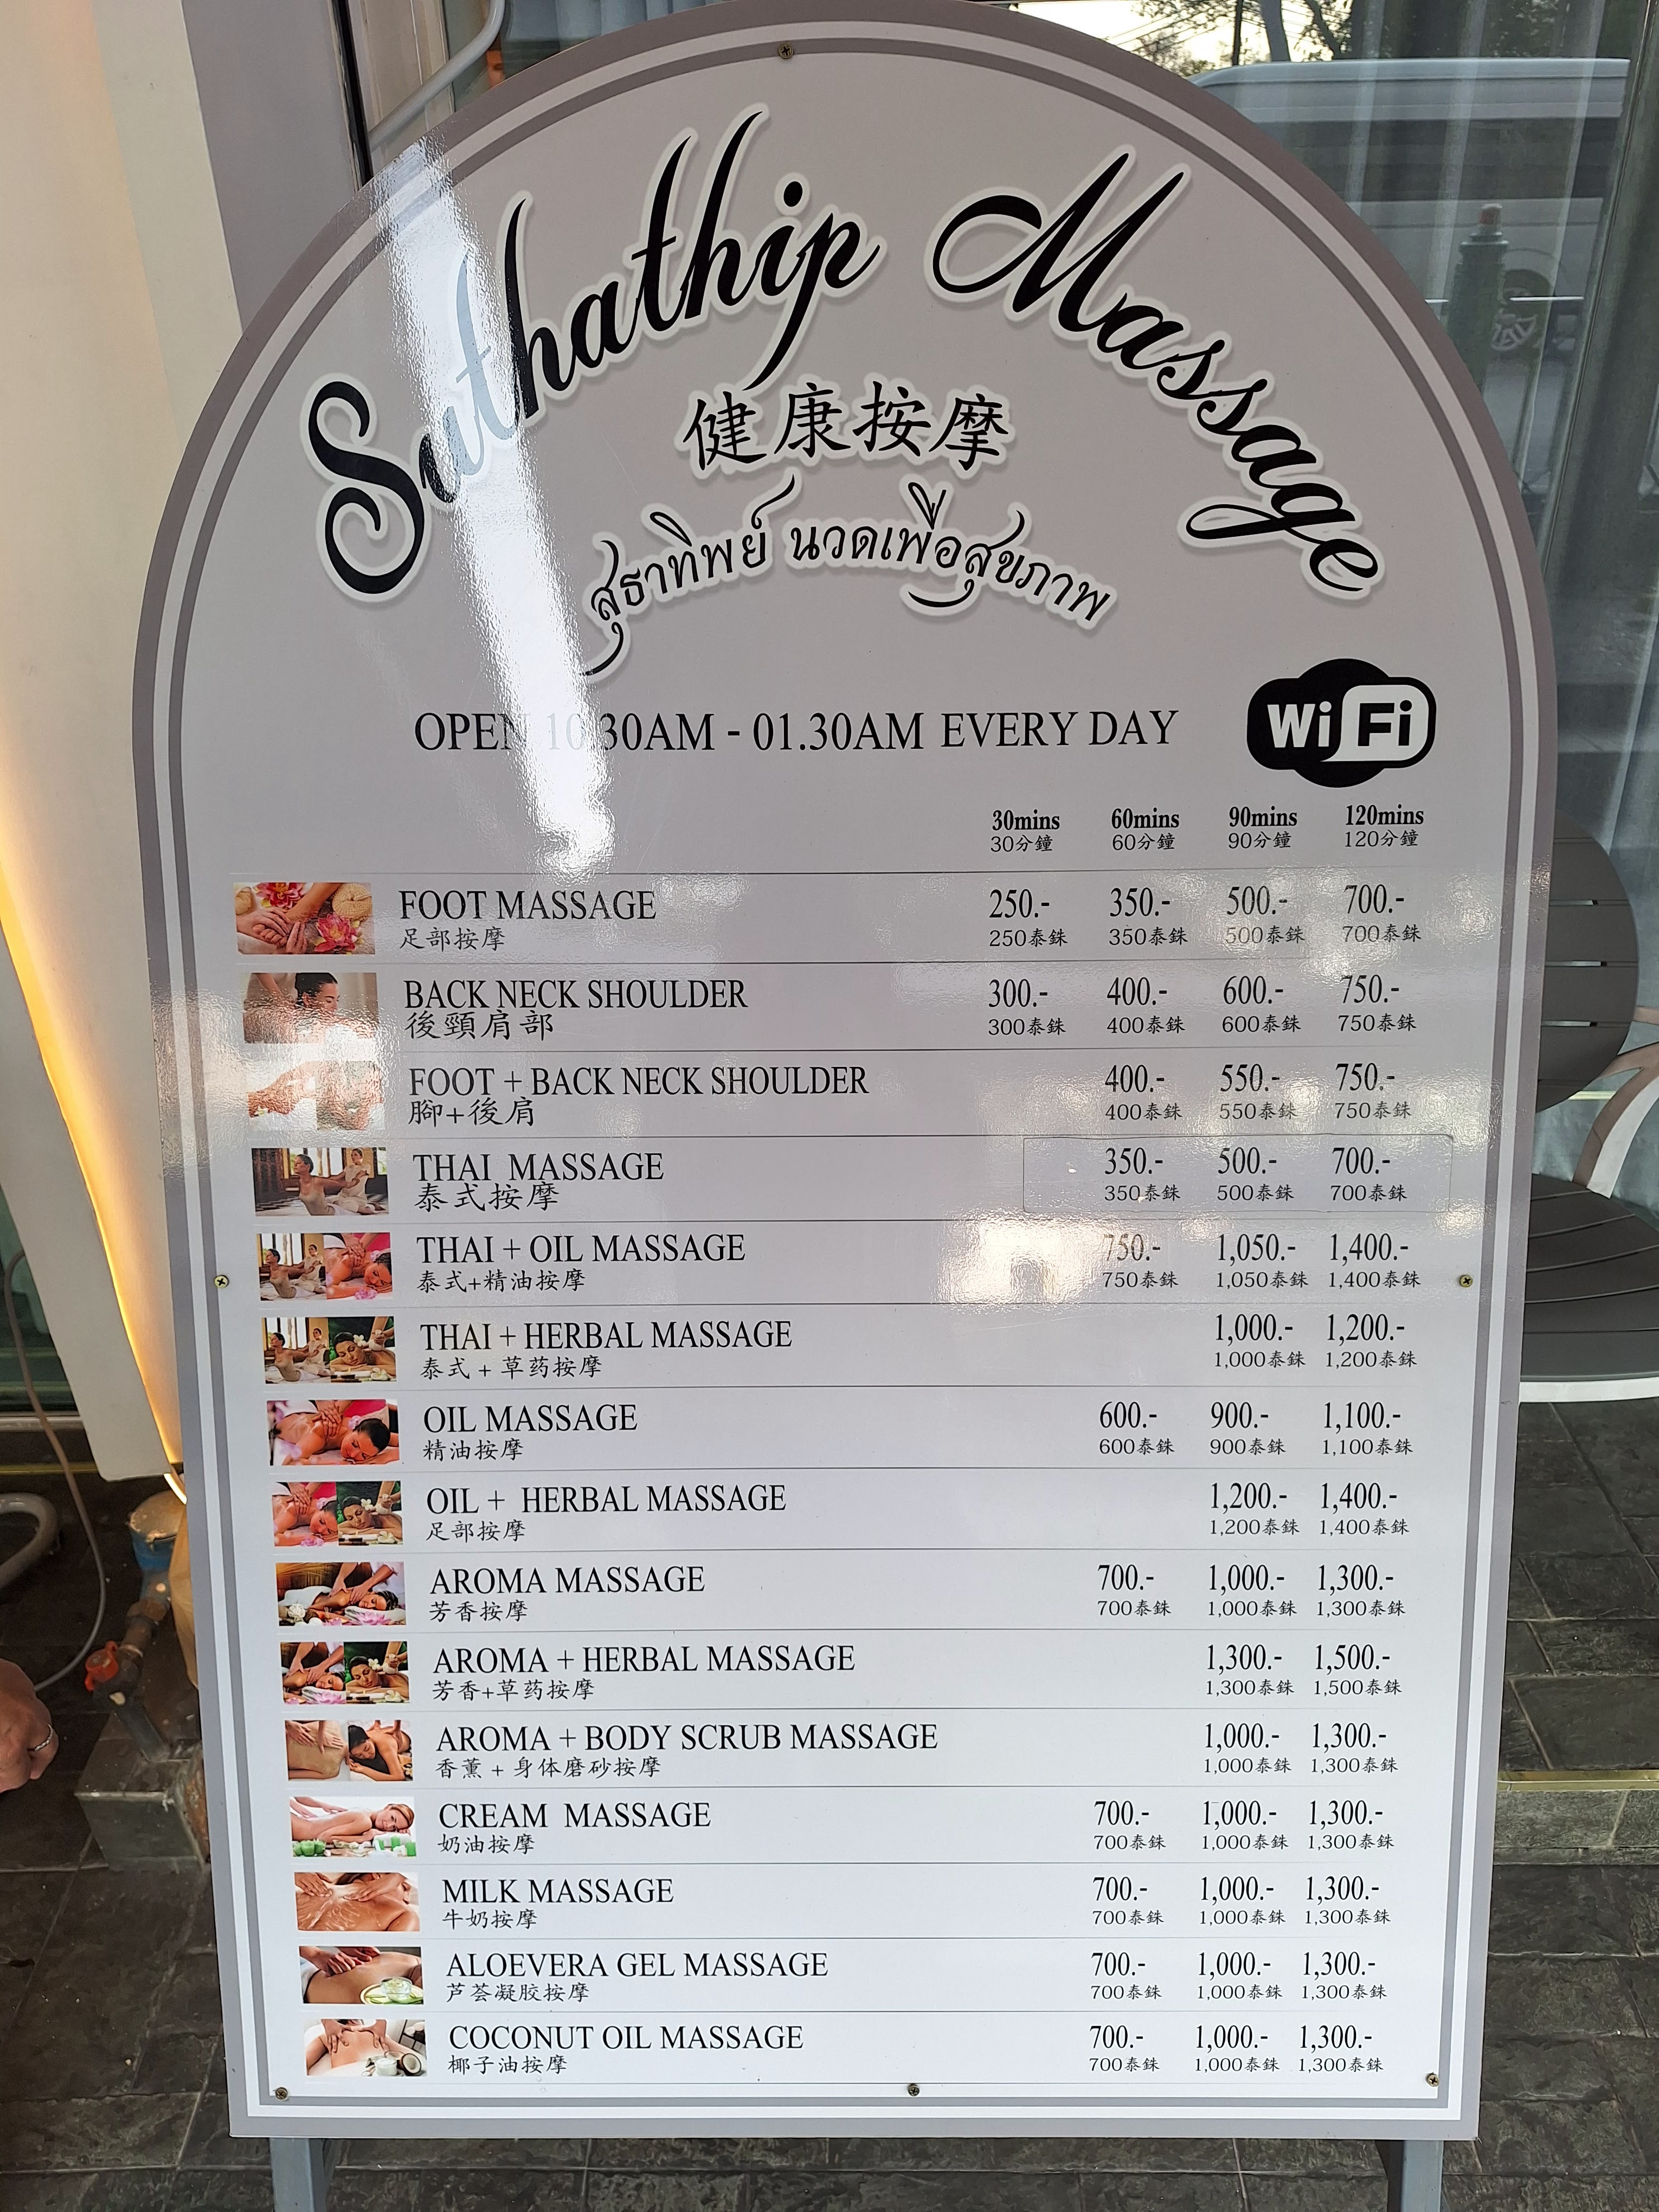 Suthathip Massage
健康按摩
สุธาทิพย์ นวดเพื่อสุขภาพ
OPEN 10.30AM - 01.30AM EVERY DAY
WiFi
30mins 60mins 90mins 120mins
30分鐘 60分鐘 90分鐘 120分鐘
FOOT MASSAGE 250.- 350.- 500.- 700.-
足部按摩 250泰銖 350泰銖 500泰銖 700泰銖
BACK NECK SHOULDER 300.- 400.- 600.- 750.-
後頸肩部 300泰銖 400泰銖 600泰銖 750泰銖
FOOT + BACK NECK SHOULDER 400.- 550.- 750.-
腳+後肩 400泰銖 550泰銖 750泰銖
THAI MASSAGE 350.- 500.- 700.-
泰式按摩 350泰銖 500泰銖 700泰銖
THAI + OIL MASSAGE 750.- 1,050.- 1,400.-
泰式+精油按摩 750泰銖 1,050泰銖 1,400泰銖
THAI + HERBAL MASSAGE 1,000.- 1,200.-
泰式 + 草药按摩 1,000泰銖 1,200泰銖
OIL MASSAGE 600.- 900.- 1,100.-
精油按摩 600泰銖 900泰銖 1,100泰銖
OIL + HERBAL MASSAGE 1,200.- 1,400.-
足部按摩 1,200泰銖 1,400泰銖
AROMA MASSAGE 700.- 1,000.- 1,300.-
芳香按摩 700泰銖 1,000泰銖 1,300泰銖
AROMA + HERBAL MASSAGE 1,300.- 1,500.-
芳香+草药按摩 1,300泰銖 1,500泰銖
AROMA + BODY SCRUB MASSAGE 1,000.- 1,300.-
香薰 + 身体磨砂按摩 1,000泰銖 1,300泰銖
CREAM MASSAGE 700.- 1,000.- 1,300.-
奶油按摩 700泰銖 1,000泰銖 1,300泰銖
MILK MASSAGE 700.- 1,000.- 1,300.-
牛奶按摩 700泰銖 1,000泰銖 1,300泰銖
ALOEVERA GEL MASSAGE 700.- 1,000.- 1,300.-
芦荟凝胶按摩 700泰銖 1,000泰銖 1,300泰銖
COCONUT OIL MASSAGE 700.- 1,000.- 1,300.-
椰子油按摩 700泰銖 1,000泰銖 1,300泰銖